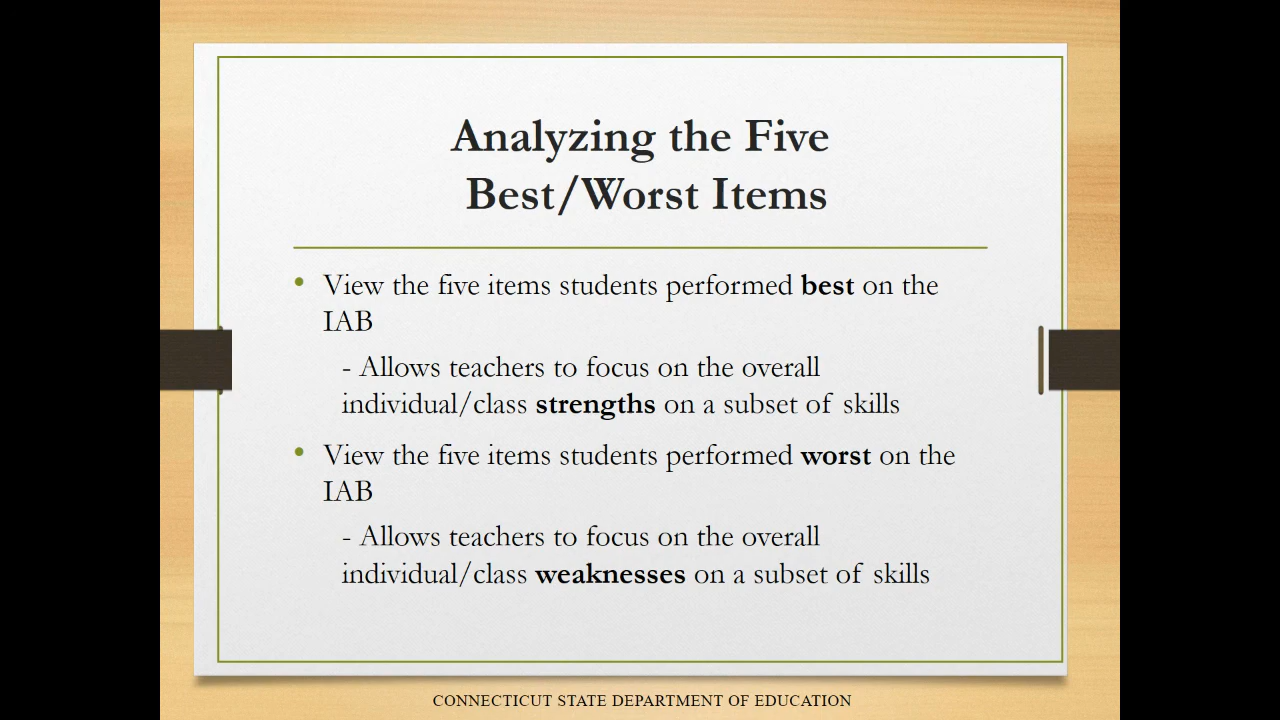 Analyzing the Five
Best/Worst Items
• View the five items students performed best on the
IAB
- Allows teachers to focus on the overall
individual/class strengths on a subset of skills
• View the five items students performed worst on the
IAB
- Allows teachers to focus on the overall
individual/class weaknesses on a subset of skills
CONNECTICUT STATE DEPARTMENT OF EDUCATION